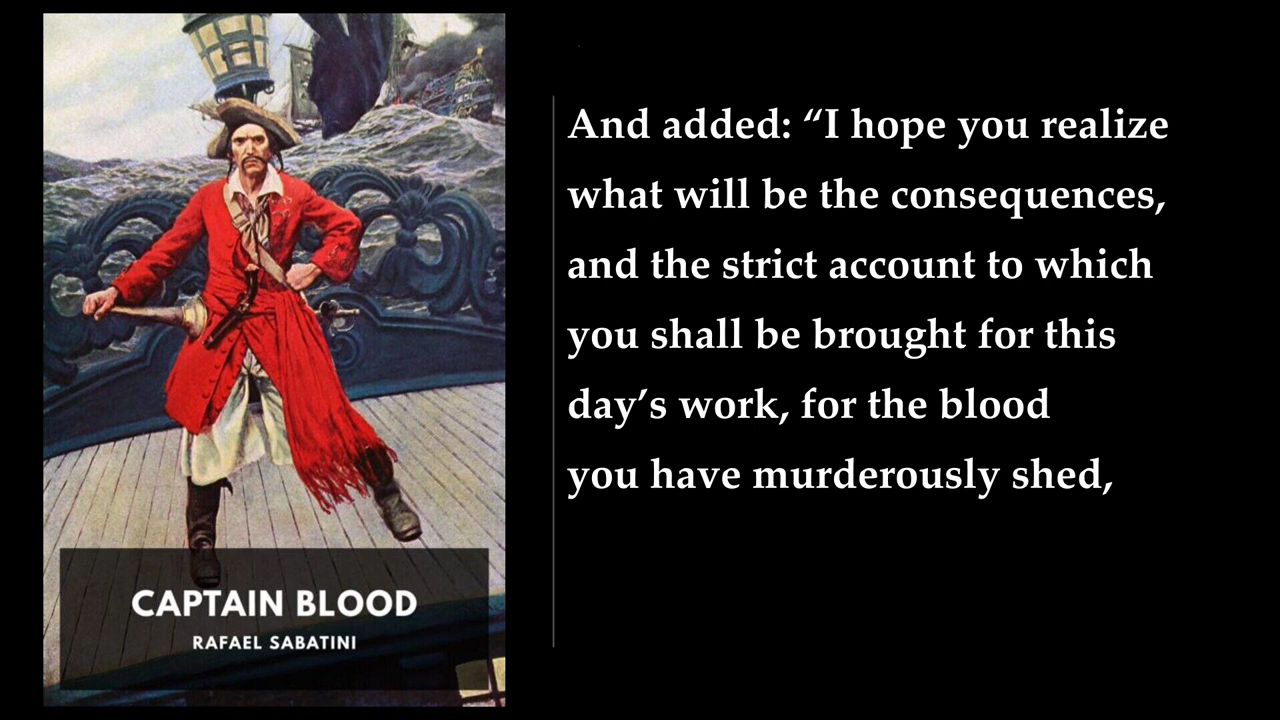 CAPTAIN BLOOD
RAFAEL SABATINI
And added: “I hope you realize
what will be the consequences,
and the strict account to which
you shall be brought for this
day’s work, for the blood
you have murderously shed,